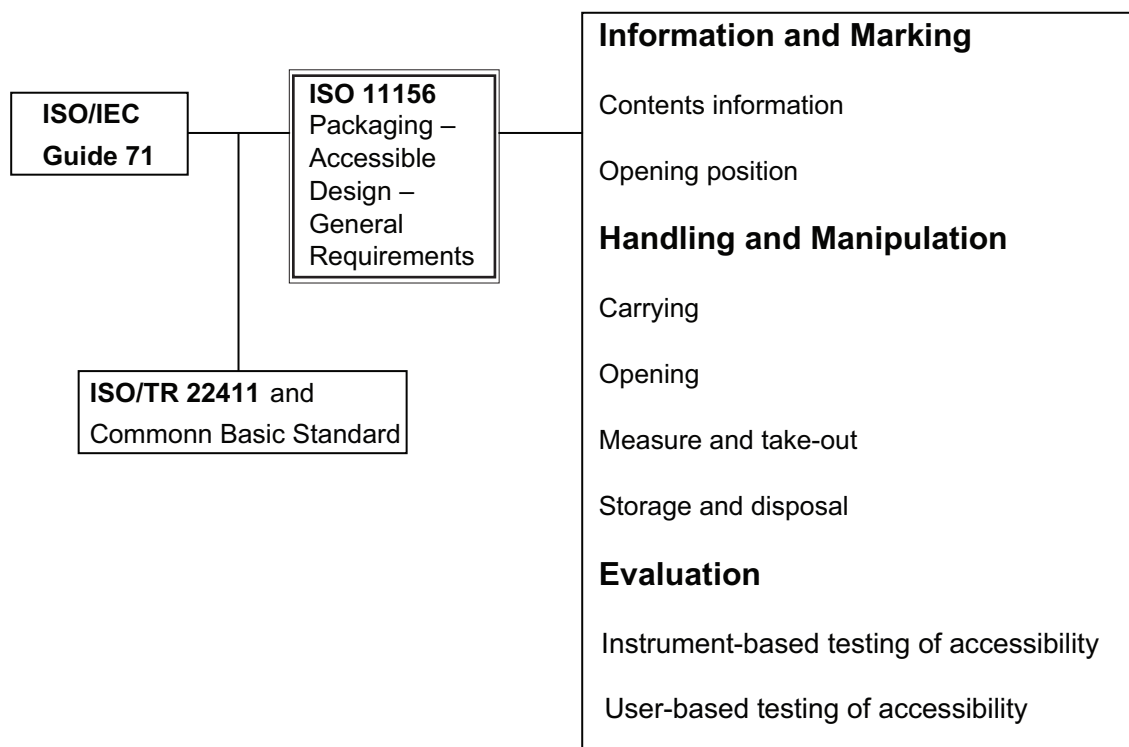 ISO/IEC
Guide 71
ISO 11156
Packaging –
Accessible
Design –
General
Requirements
ISO/TR 22411 and
Commonn Basic Standard
Information and Marking
Contents information
Opening position
Handling and Manipulation
Carrying
Opening
Measure and take-out
Storage and disposal
Evaluation
Instrument-based testing of accessibility
User-based testing of accessibility